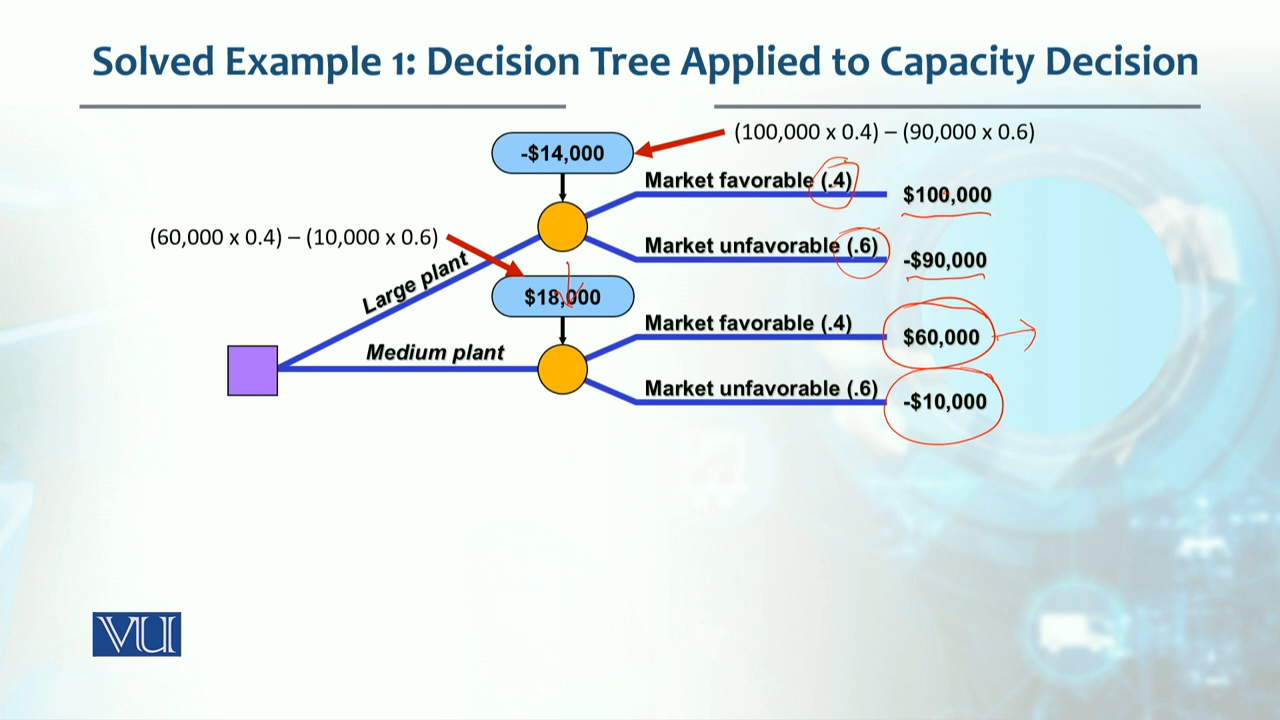 Solved Example 1: Decision Tree Applied to Capacity Decision
(100,000 x 0.4) – (90,000 x 0.6)
-$14,000
Market favorable (.4)
$100,000
(60,000 x 0.4) – (10,000 x 0.6)
Market unfavorable (.6)
-$90,000
Large plant
$18,000
Market favorable (.4)
$60,000
Medium plant
Market unfavorable (.6)
-$10,000
VU